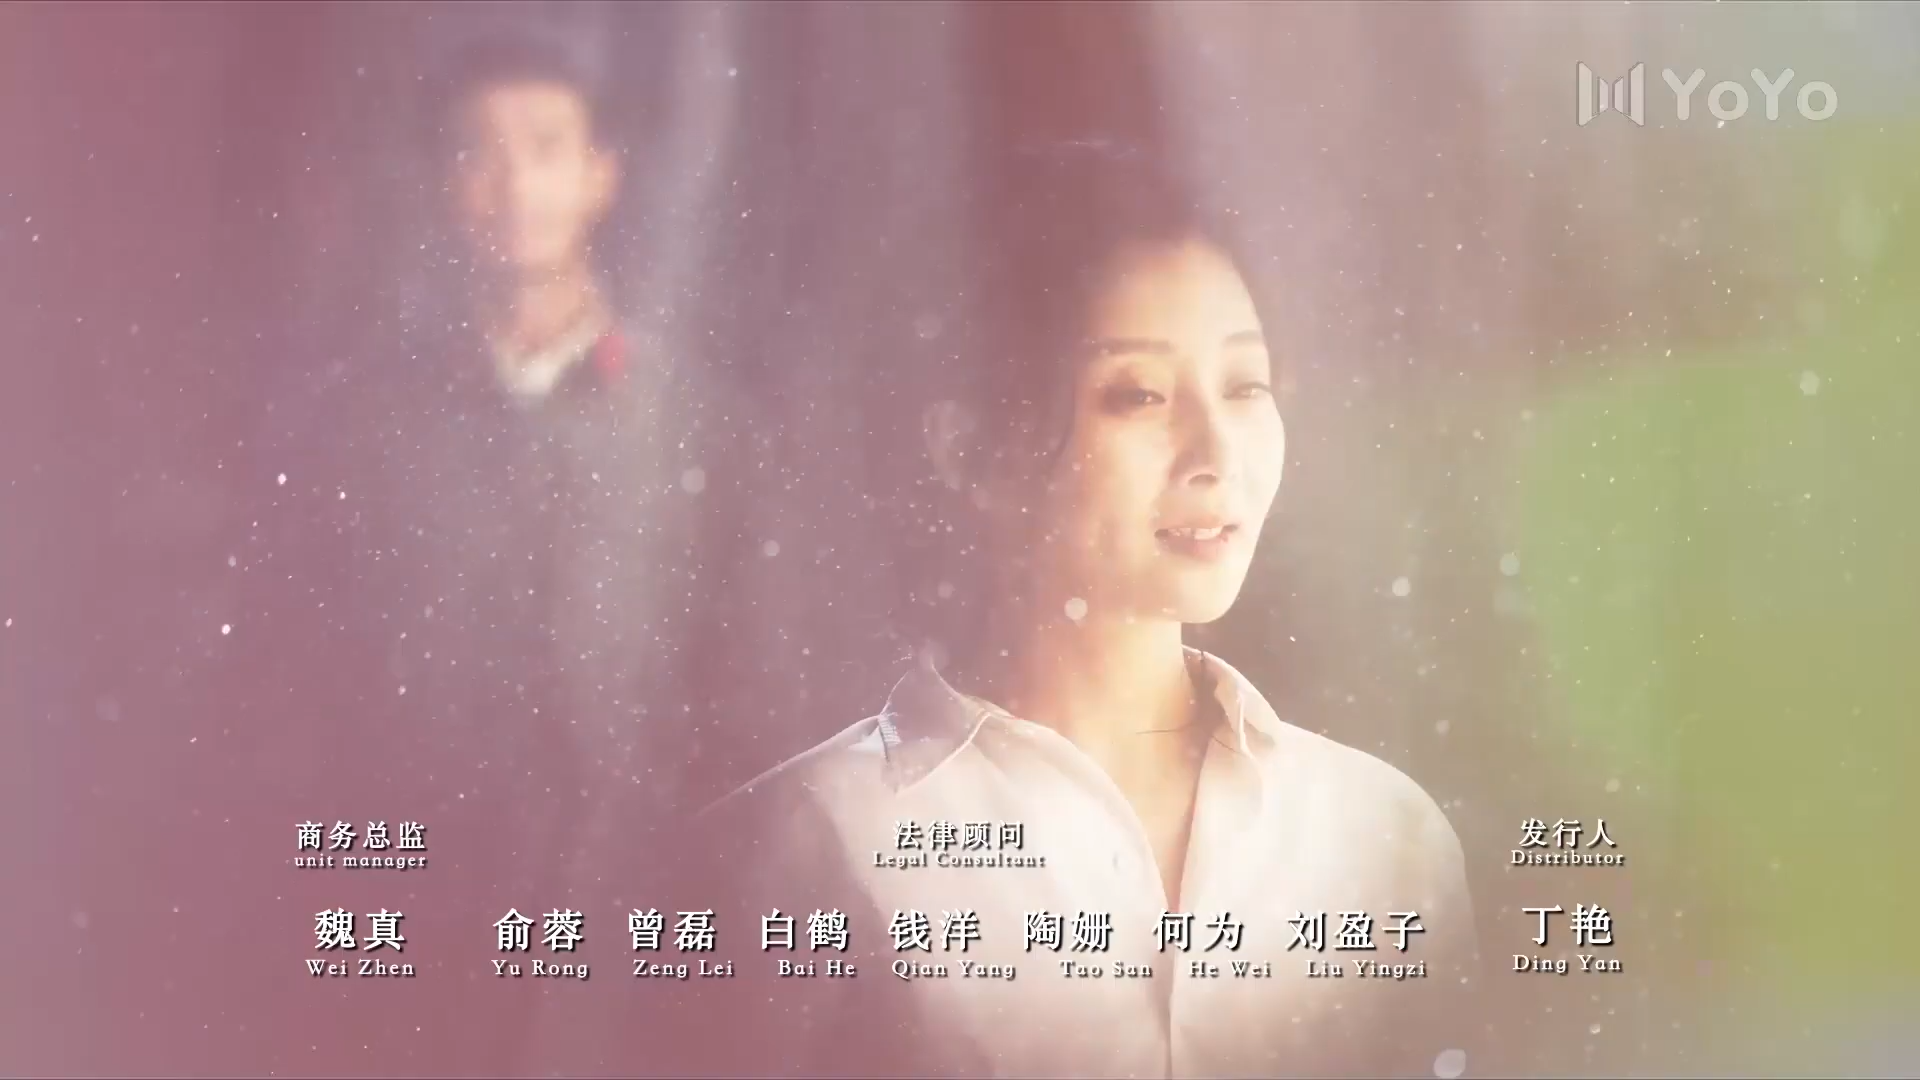 YoYo
商务总监 法律顾问 发行人
unit manager Legal Consultant Distributor
魏真 俞蓉 曾磊 白鹤 钱洋 陶姗 何为 刘盈子 丁艳
Wei Zhen Yu Rong Zeng Lei Bai He Qian Yang Tao San He Wei Liu Yingzi Ding Yan